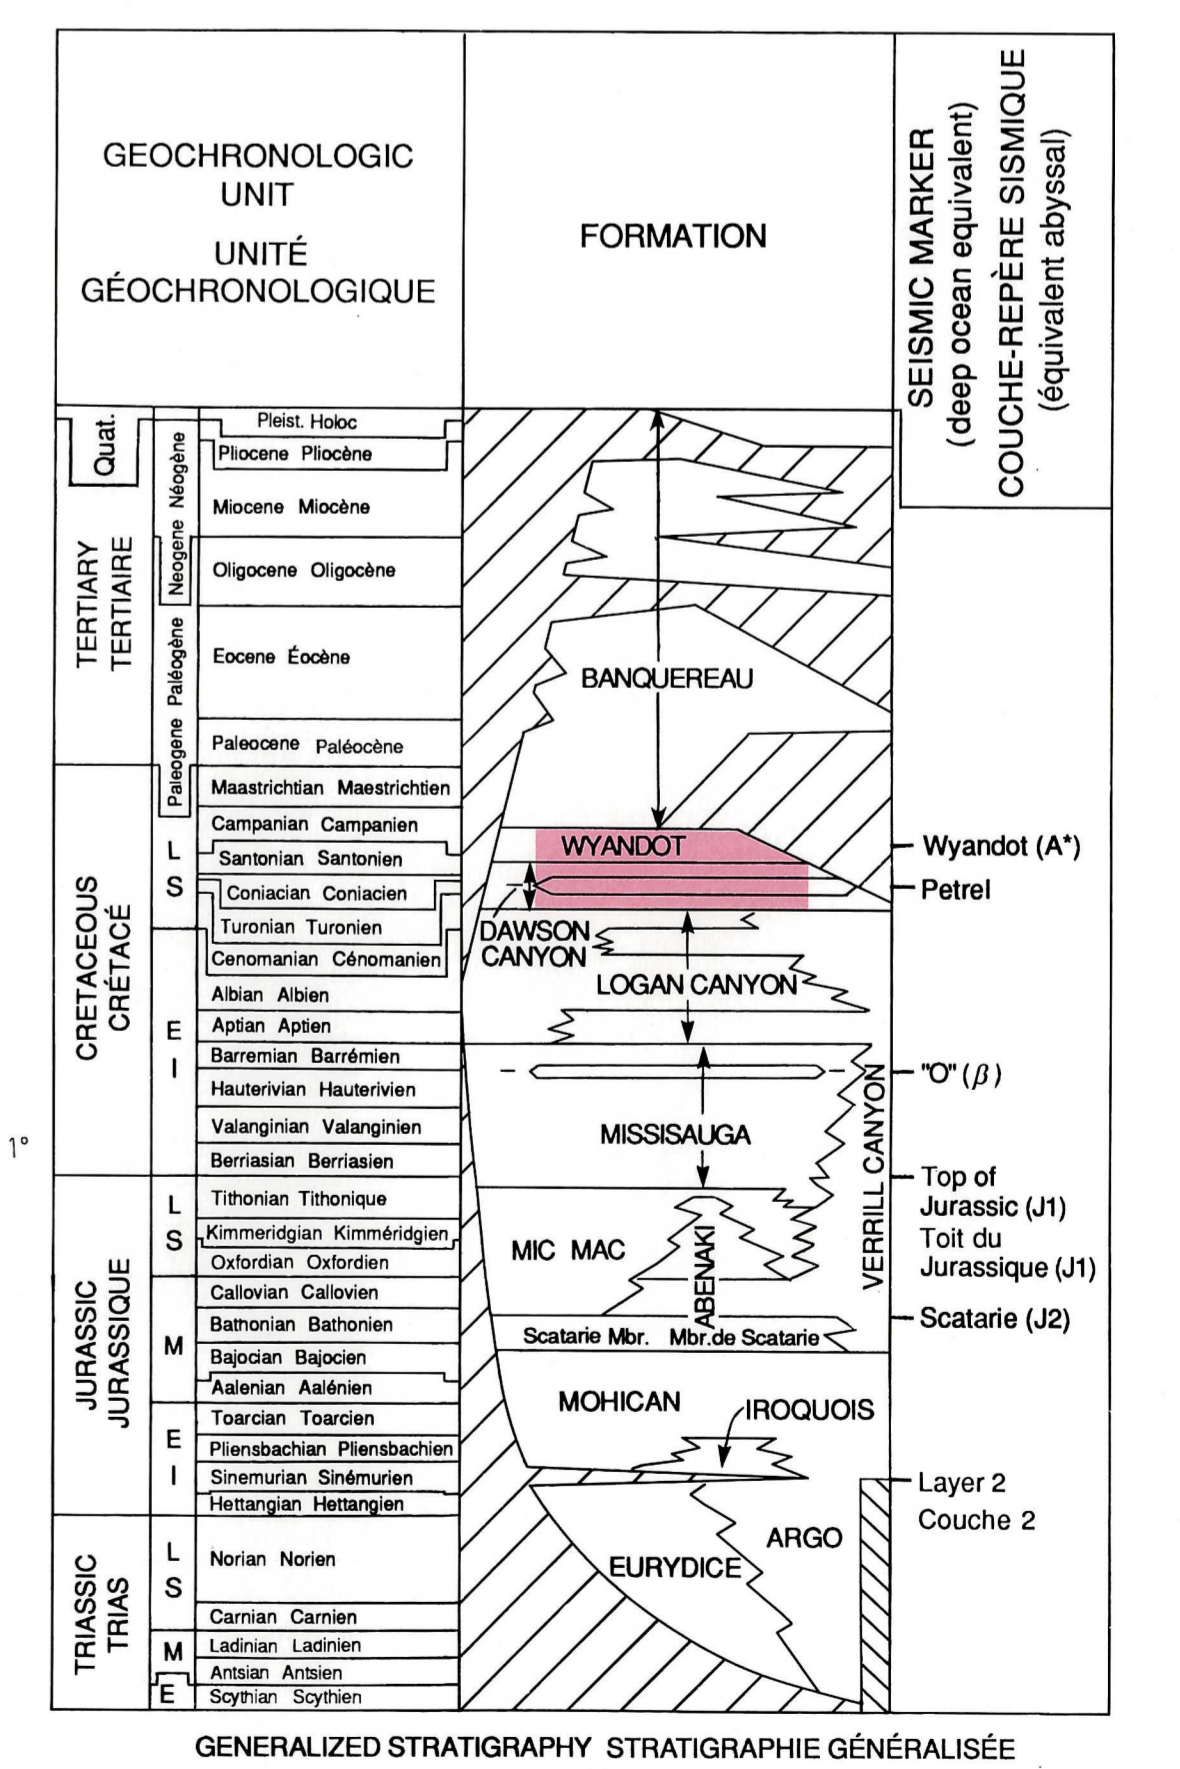 GEOCHRONOLOGIC
UNIT
UNITÉ
GÉOCHRONOLOGIQUE
FORMATION
SEISMIC MARKER
(deep ocean equivalent)
COUCHE-REPÈRE SISMIQUE
(équivalent abyssal)
Quat.
TERTIARY
TERTIAIRE
CRETACEOUS
CRÉTACÉ
JURASSIC
JURASSIQUE
TRIASSIC
TRIAS
Neogene Néogène
Paleogene Paléogène
L
S
E
I
L
S
M
E
I
L
S
M
E
Pleist. Holoc
Pliocene Pliocène
Miocene Miocène
Oligocene Oligocène
Eocene Éocène
Paleocene Paléocène
Maastrichtian Maestrichtien
Campanian Campanien
Santonian Santonien
Coniacian Coniacien
Turonian Turonien
Cenomanian Cénomanien
Albian Albien
Aptian Aptien
Barremian Barrémien
Hauterivian Hauterivien
Valanginian Valanginien
Berriasian Berriasien
Tithonian Tithonique
Kimmeridgian Kimméridgien
Oxfordian Oxfordien
Callovian Callovien
Bathonian Bathonien
Bajocian Bajocien
Aalenian Aalénien
Toarcian Toarcien
Pliensbachian Pliensbachien
Sinemurian Sinémurien
Hettangian Hettangien
Norian Norien
Carnian Carnien
Ladinian Ladinien
Antsian Antsien
Scythian Scythien
BANQUEREAU
WYANDOT
DAWSON
CANYON
LOGAN CANYON
MISSISAUGA
VERRILL CANYON
MIC MAC
ABENAKI
Scatarie Mbr. Mbr.de Scatarie
MOHICAN
IROQUOIS
ARGO
EURYDICE
Wyandot (A*)
Petrel
"O" (β)
Top of
Jurassic (J1)
Toit du
Jurassique (J1)
Scatarie (J2)
Layer 2
Couche 2
1°
GENERALIZED STRATIGRAPHY STRATIGRAPHIE GÉNÉRALISÉE